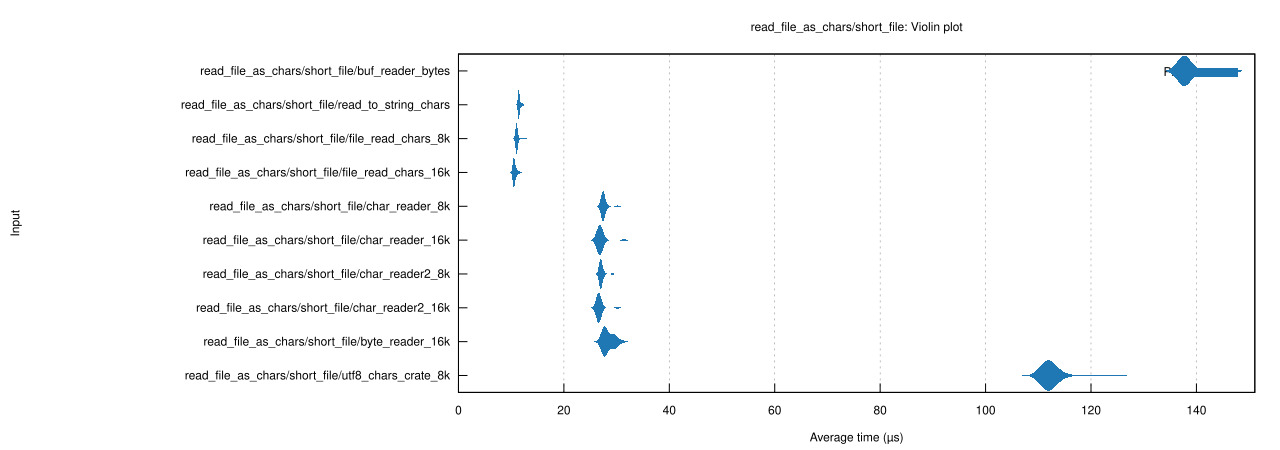 read_file_as_chars/short_file: Violin plot
read_file_as_chars/short_file/buf_reader_bytes
read_file_as_chars/short_file/read_to_string_chars
read_file_as_chars/short_file/file_read_chars_8k
read_file_as_chars/short_file/file_read_chars_16k
read_file_as_chars/short_file/char_reader_8k
read_file_as_chars/short_file/char_reader_16k
read_file_as_chars/short_file/char_reader2_8k
read_file_as_chars/short_file/char_reader2_16k
read_file_as_chars/short_file/byte_reader_16k
read_file_as_chars/short_file/utf8_chars_crate_8k
Input
0 20 40 60 80 100 120 140
Average time (µs)